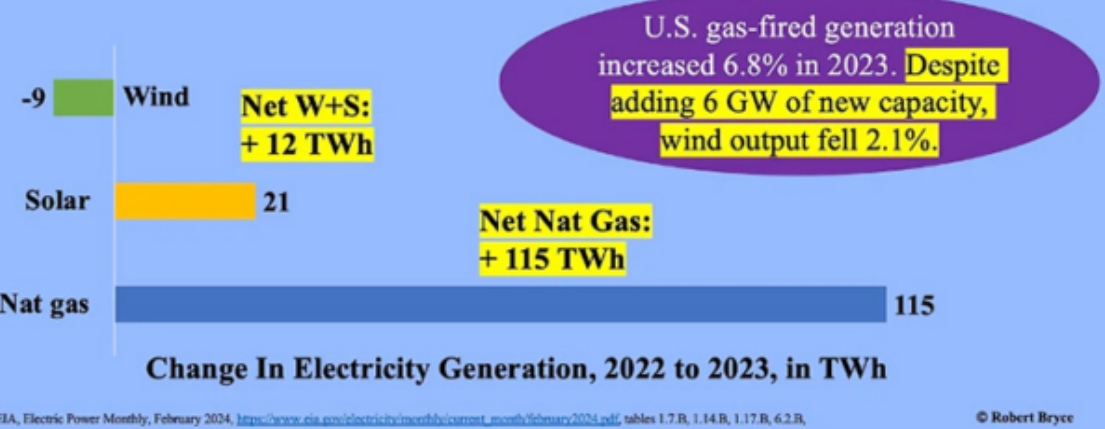 U.S. gas-fired generation
increased 6.8% in 2023. Despite
adding 6 GW of new capacity,
wind output fell 2.1%.
-9
Wind
Net W+S:
+ 12 TWh
Solar
21
Net Nat Gas:
+ 115 TWh
Nat gas
115
Change In Electricity Generation, 2022 to 2023, in TWh
EIA, Electric Power Monthly, February 2024, https://www.eia.gov/electricity/monthly/current_month/february2024.pdf, tables 1.7.B, 1.14.B, 1.17.B, 6.2.B,
© Robert Bryce